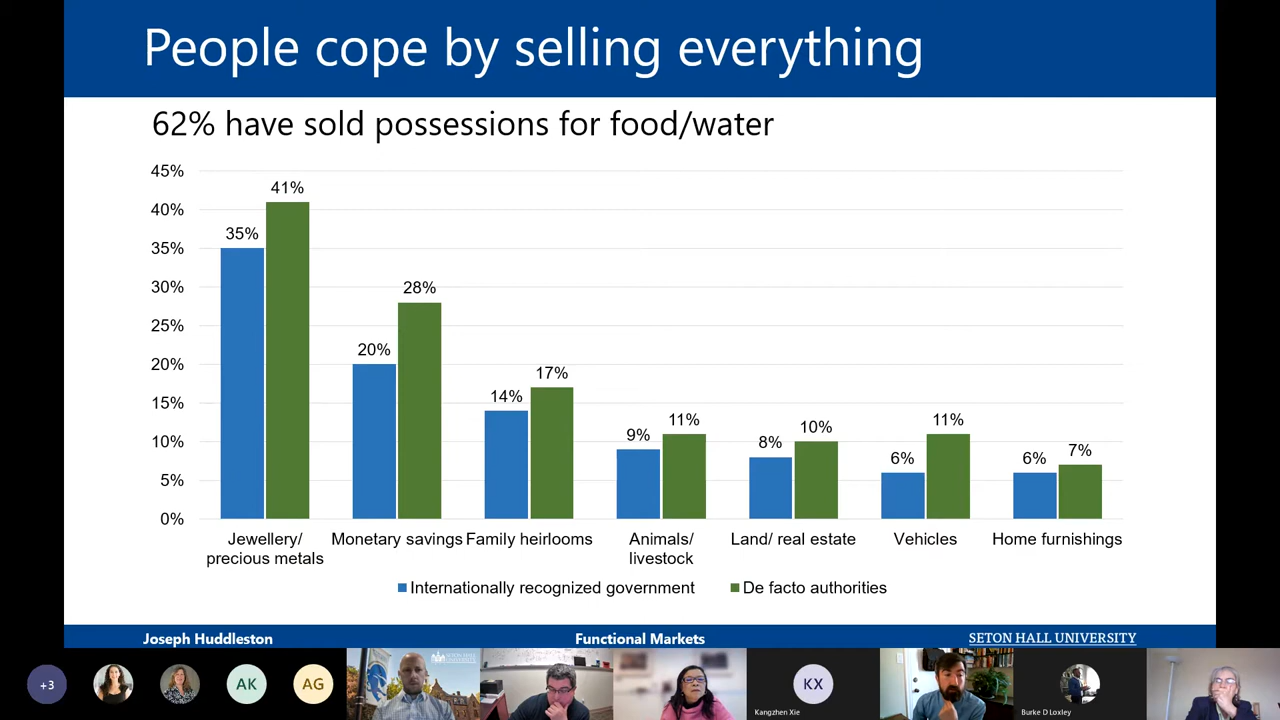 People cope by selling everything
62% have sold possessions for food/water
45%
40%
35%
30%
25%
20%
15%
10%
5%
0%
35%
41%
20%
28%
14%
17%
9%
11%
8%
10%
6%
11%
6%
7%
Jewellery/
precious metals
Monetary savings
Family heirlooms
Animals/
livestock
Land/ real estate
Vehicles
Home furnishings
Internationally recognized government
De facto authorities
Joseph Huddleston
Functional Markets
SETON HALL UNIVERSITY
+3
AK
AG
KX
Kangzhen Xie
Burke D Loxley